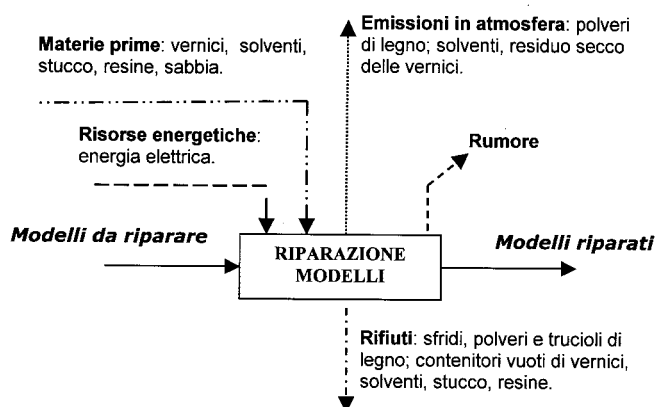 Materie prime: vernici, solventi,
stucco, resine, sabbia.
Emissioni in atmosfera: polveri
di legno; solventi, residuo secco
delle vernici.
Risorse energetiche:
energia elettrica.
Rumore
Modelli da riparare
RIPARAZIONE
MODELLI
Modelli riparati
Rifiuti: sfridi, polveri e trucioli di
legno; contenitori vuoti di vernici,
solventi, stucco, resine.